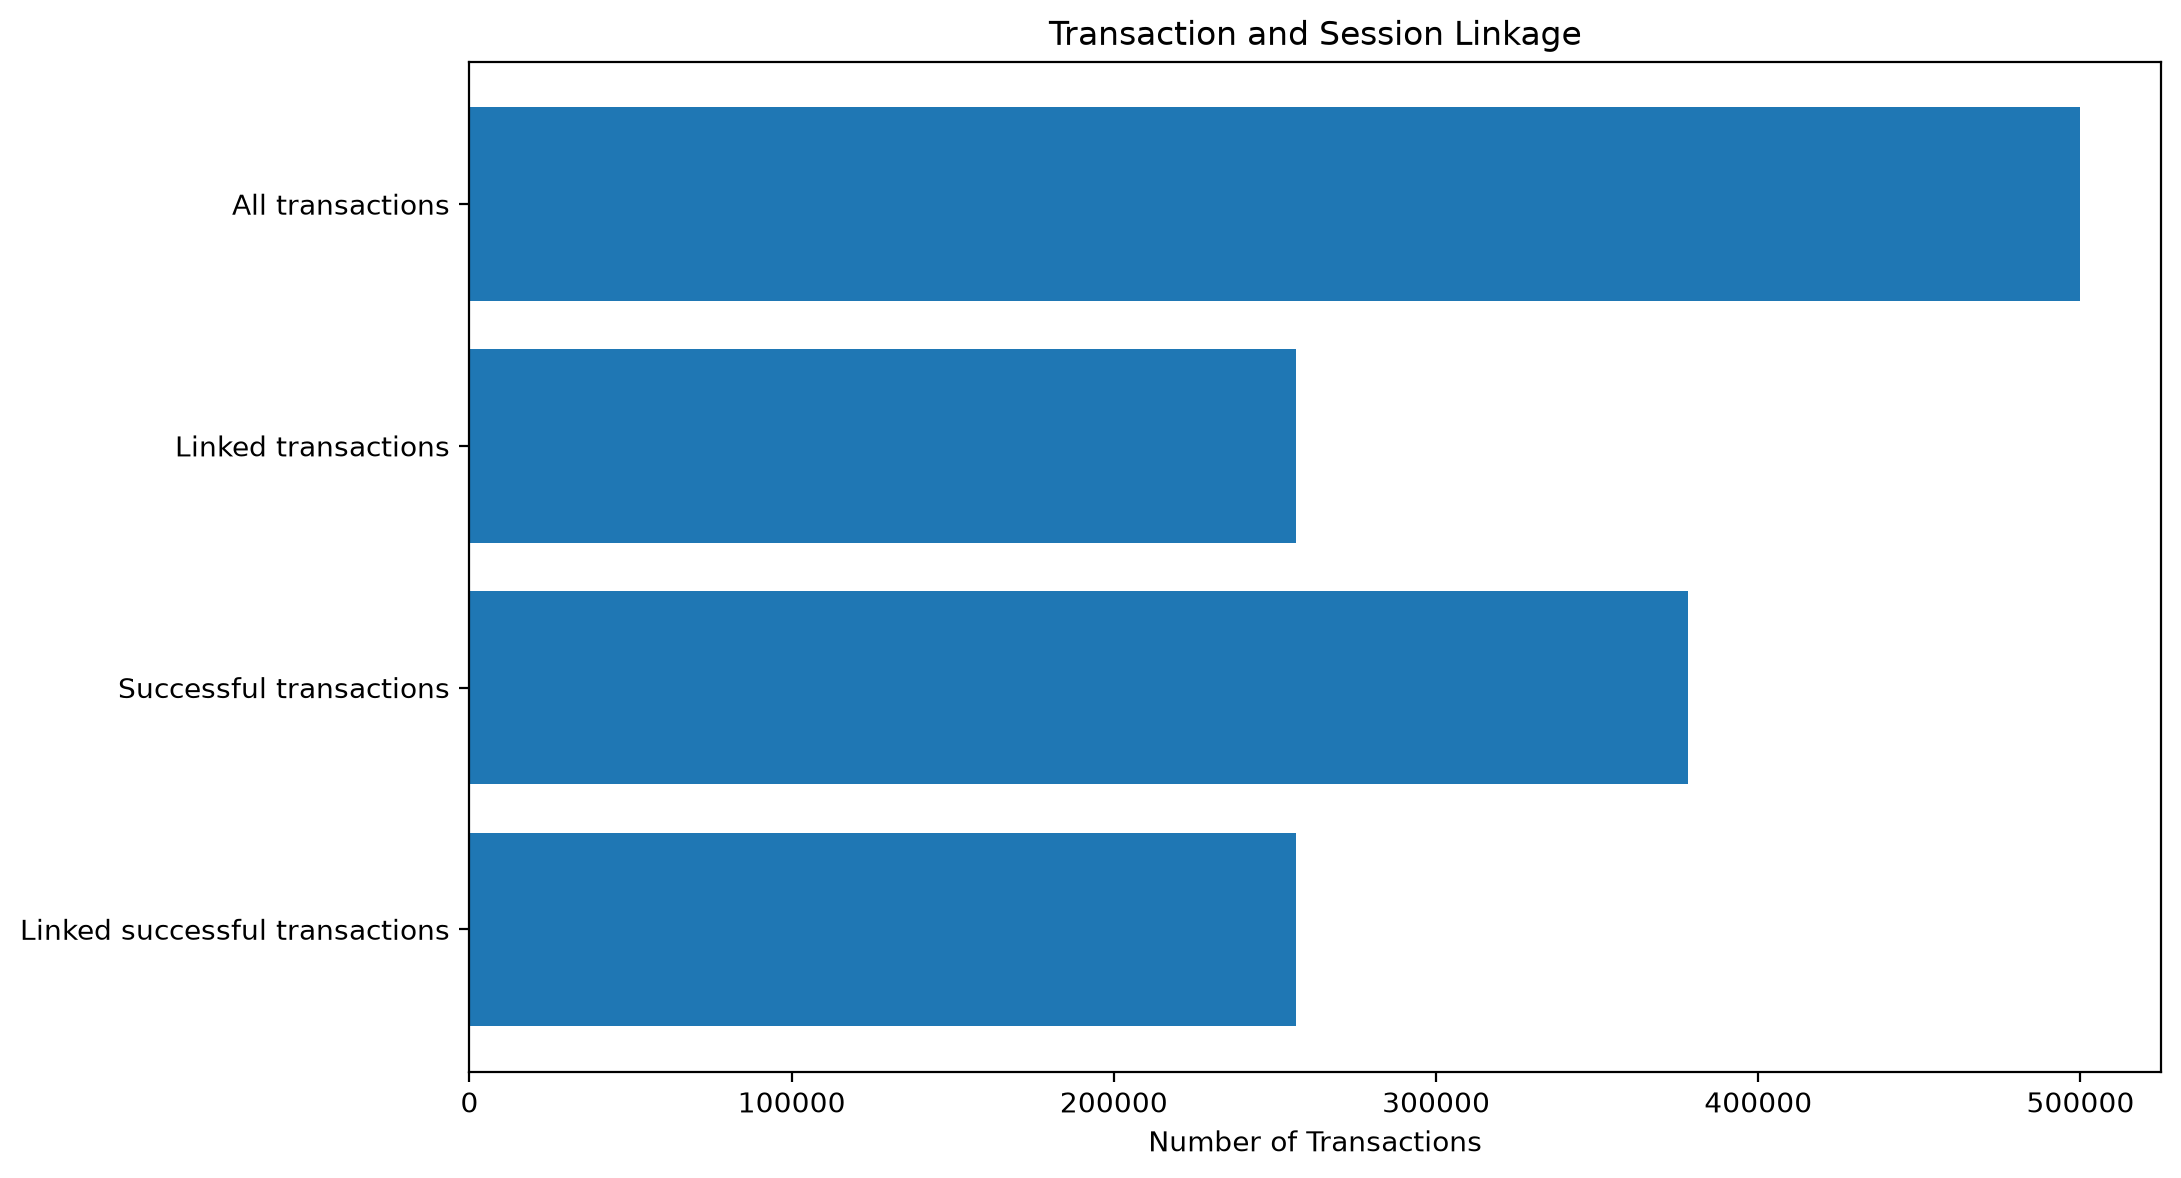 Transaction and Session Linkage
All transactions
Linked transactions
Successful transactions
Linked successful transactions
0 100000 200000 300000 400000 500000
Number of Transactions